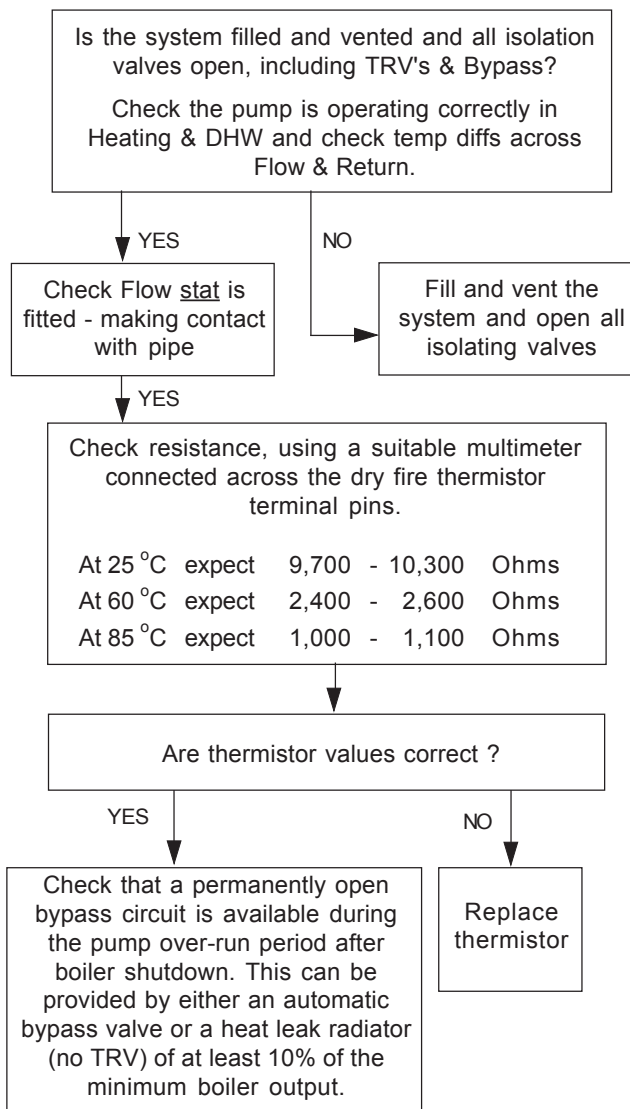 Is the system filled and vented and all isolation
valves open, including TRV's & Bypass?
Check the pump is operating correctly in
Heating & DHW and check temp diffs across
Flow & Return.
YES
NO
Check Flow stat is
fitted - making contact
with pipe
Fill and vent the
system and open all
isolating valves
YES
Check resistance, using a suitable multimeter
connected across the dry fire thermistor
terminal pins.
At 25 °C expect 9,700 - 10,300 Ohms
At 60 °C expect 2,400 - 2,600 Ohms
At 85 °C expect 1,000 - 1,100 Ohms
Are thermistor values correct ?
YES
NO
Check that a permanently open
bypass circuit is available during
the pump over-run period after
boiler shutdown. This can be
provided by either an automatic
bypass valve or a heat leak radiator
(no TRV) of at least 10% of the
minimum boiler output.
Replace
thermistor